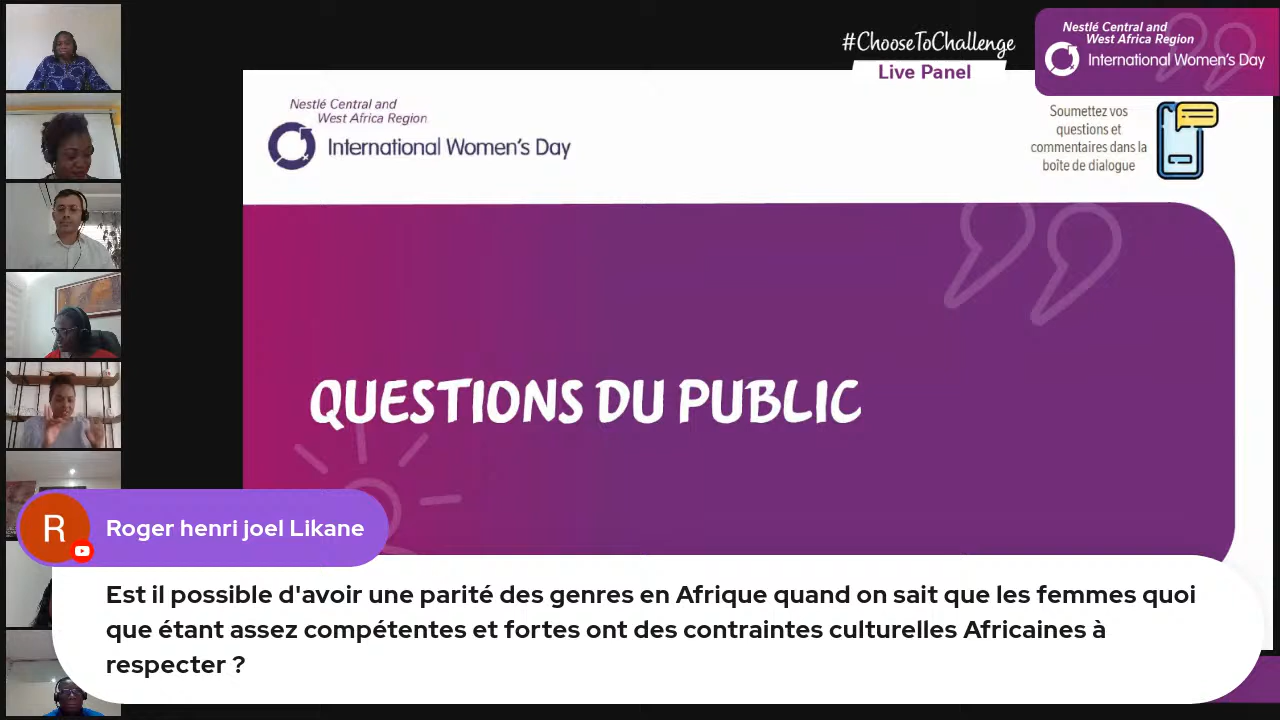 #ChooseToChallenge
Live Panel
Nestlé Central and
West Africa Region
International Women's Day
Nestlé Central and
West Africa Region
International Women's Day
Soumettez vos
questions et
commentaires dans la
boîte de dialogue
QUESTIONS DU PUBLIC
R
Roger henri joel Likane
Est il possible d'avoir une parité des genres en Afrique quand on sait que les femmes quoi
que étant assez compétentes et fortes ont des contraintes culturelles Africaines à
respecter ?